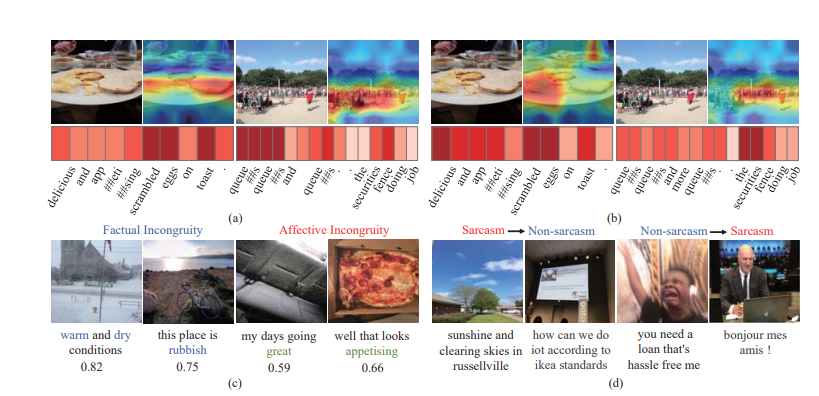 delicious and app ##eti ##sing scrambled eggs on toast .
queue ##s queue ##s and queue ##s . . the securities fence doing job
delicious and app ##eti ##sing scrambled eggs on toast .
queue ##s queue ##s and more queue ##s . . the securities fence doing job
(a)
(b)
Factual Incongruity
Affective Incongruity
Sarcasm → Non-sarcasm
Non-sarcasm → Sarcasm
warm and dry
conditions
0.82
this place is
rubbish
0.75
my days going
great
0.59
well that looks
appetising
0.66
sunshine and
clearing skies in
russellville
how can we do
iot according to
ikea standards
you need a
loan that's
hassle free me
bonjour mes
amis !
(c)
(d)